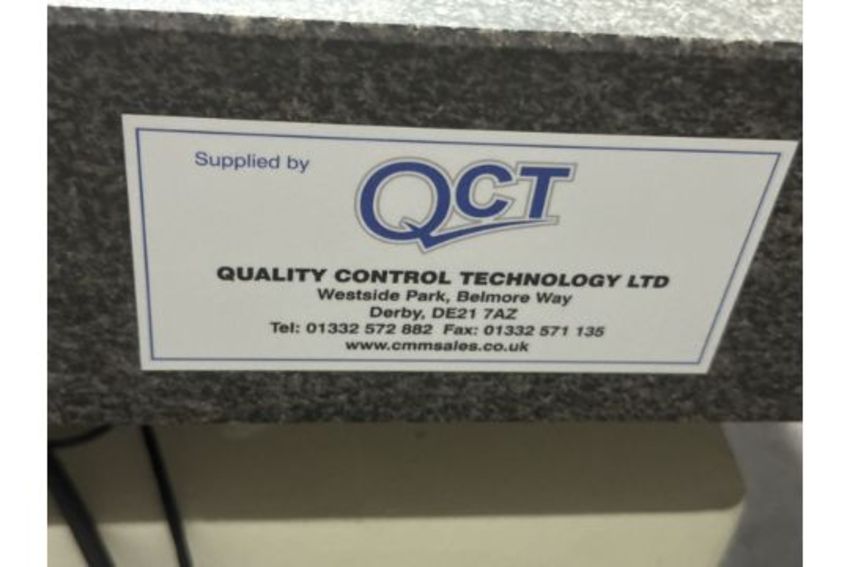 Supplied by
QCT
QUALITY CONTROL TECHNOLOGY LTD
Westside Park, Belmore Way
Derby, DE21 7AZ
Tel: 01332 572 882 Fax: 01332 571 135
www.cmmsales.co.uk